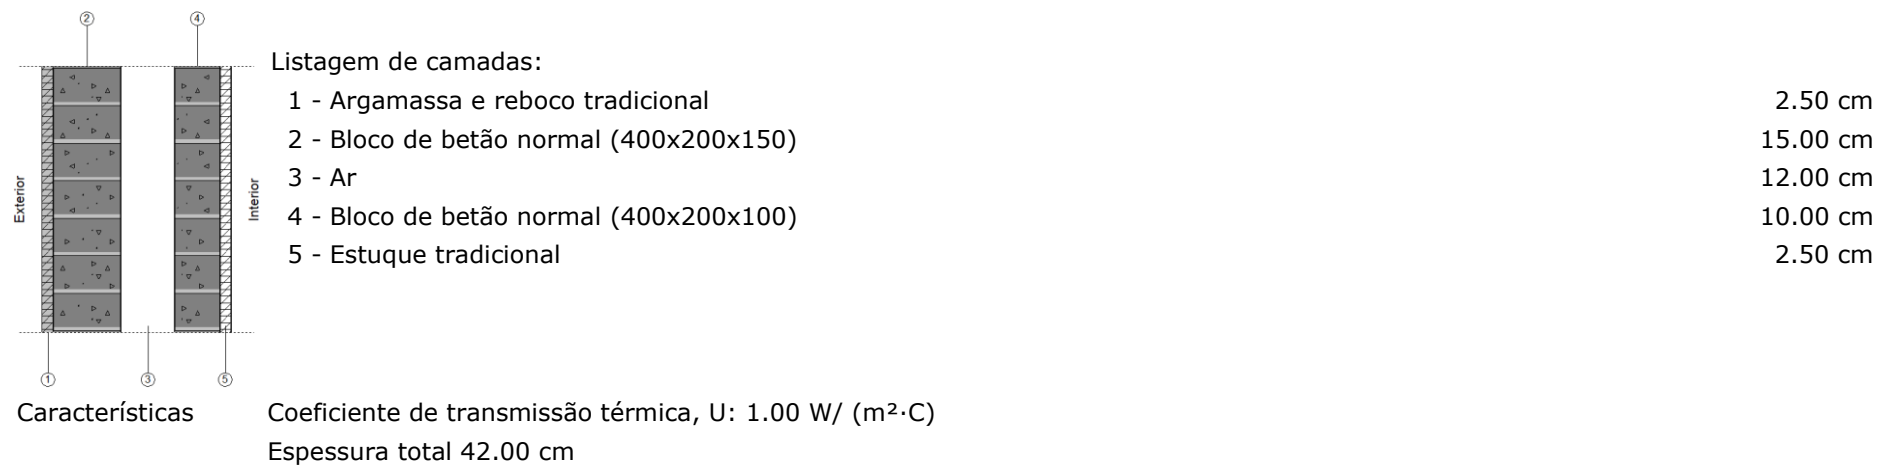 ② ④
Listagem de camadas:
1 - Argamassa e reboco tradicional 2.50 cm
2 - Bloco de betão normal (400x200x150) 15.00 cm
3 - Ar 12.00 cm
4 - Bloco de betão normal (400x200x100) 10.00 cm
5 - Estuque tradicional 2.50 cm
Exterior
Interior
① ③ ⑤
Características Coeficiente de transmissão térmica, U: 1.00 W/ (m²·C)
Espessura total 42.00 cm